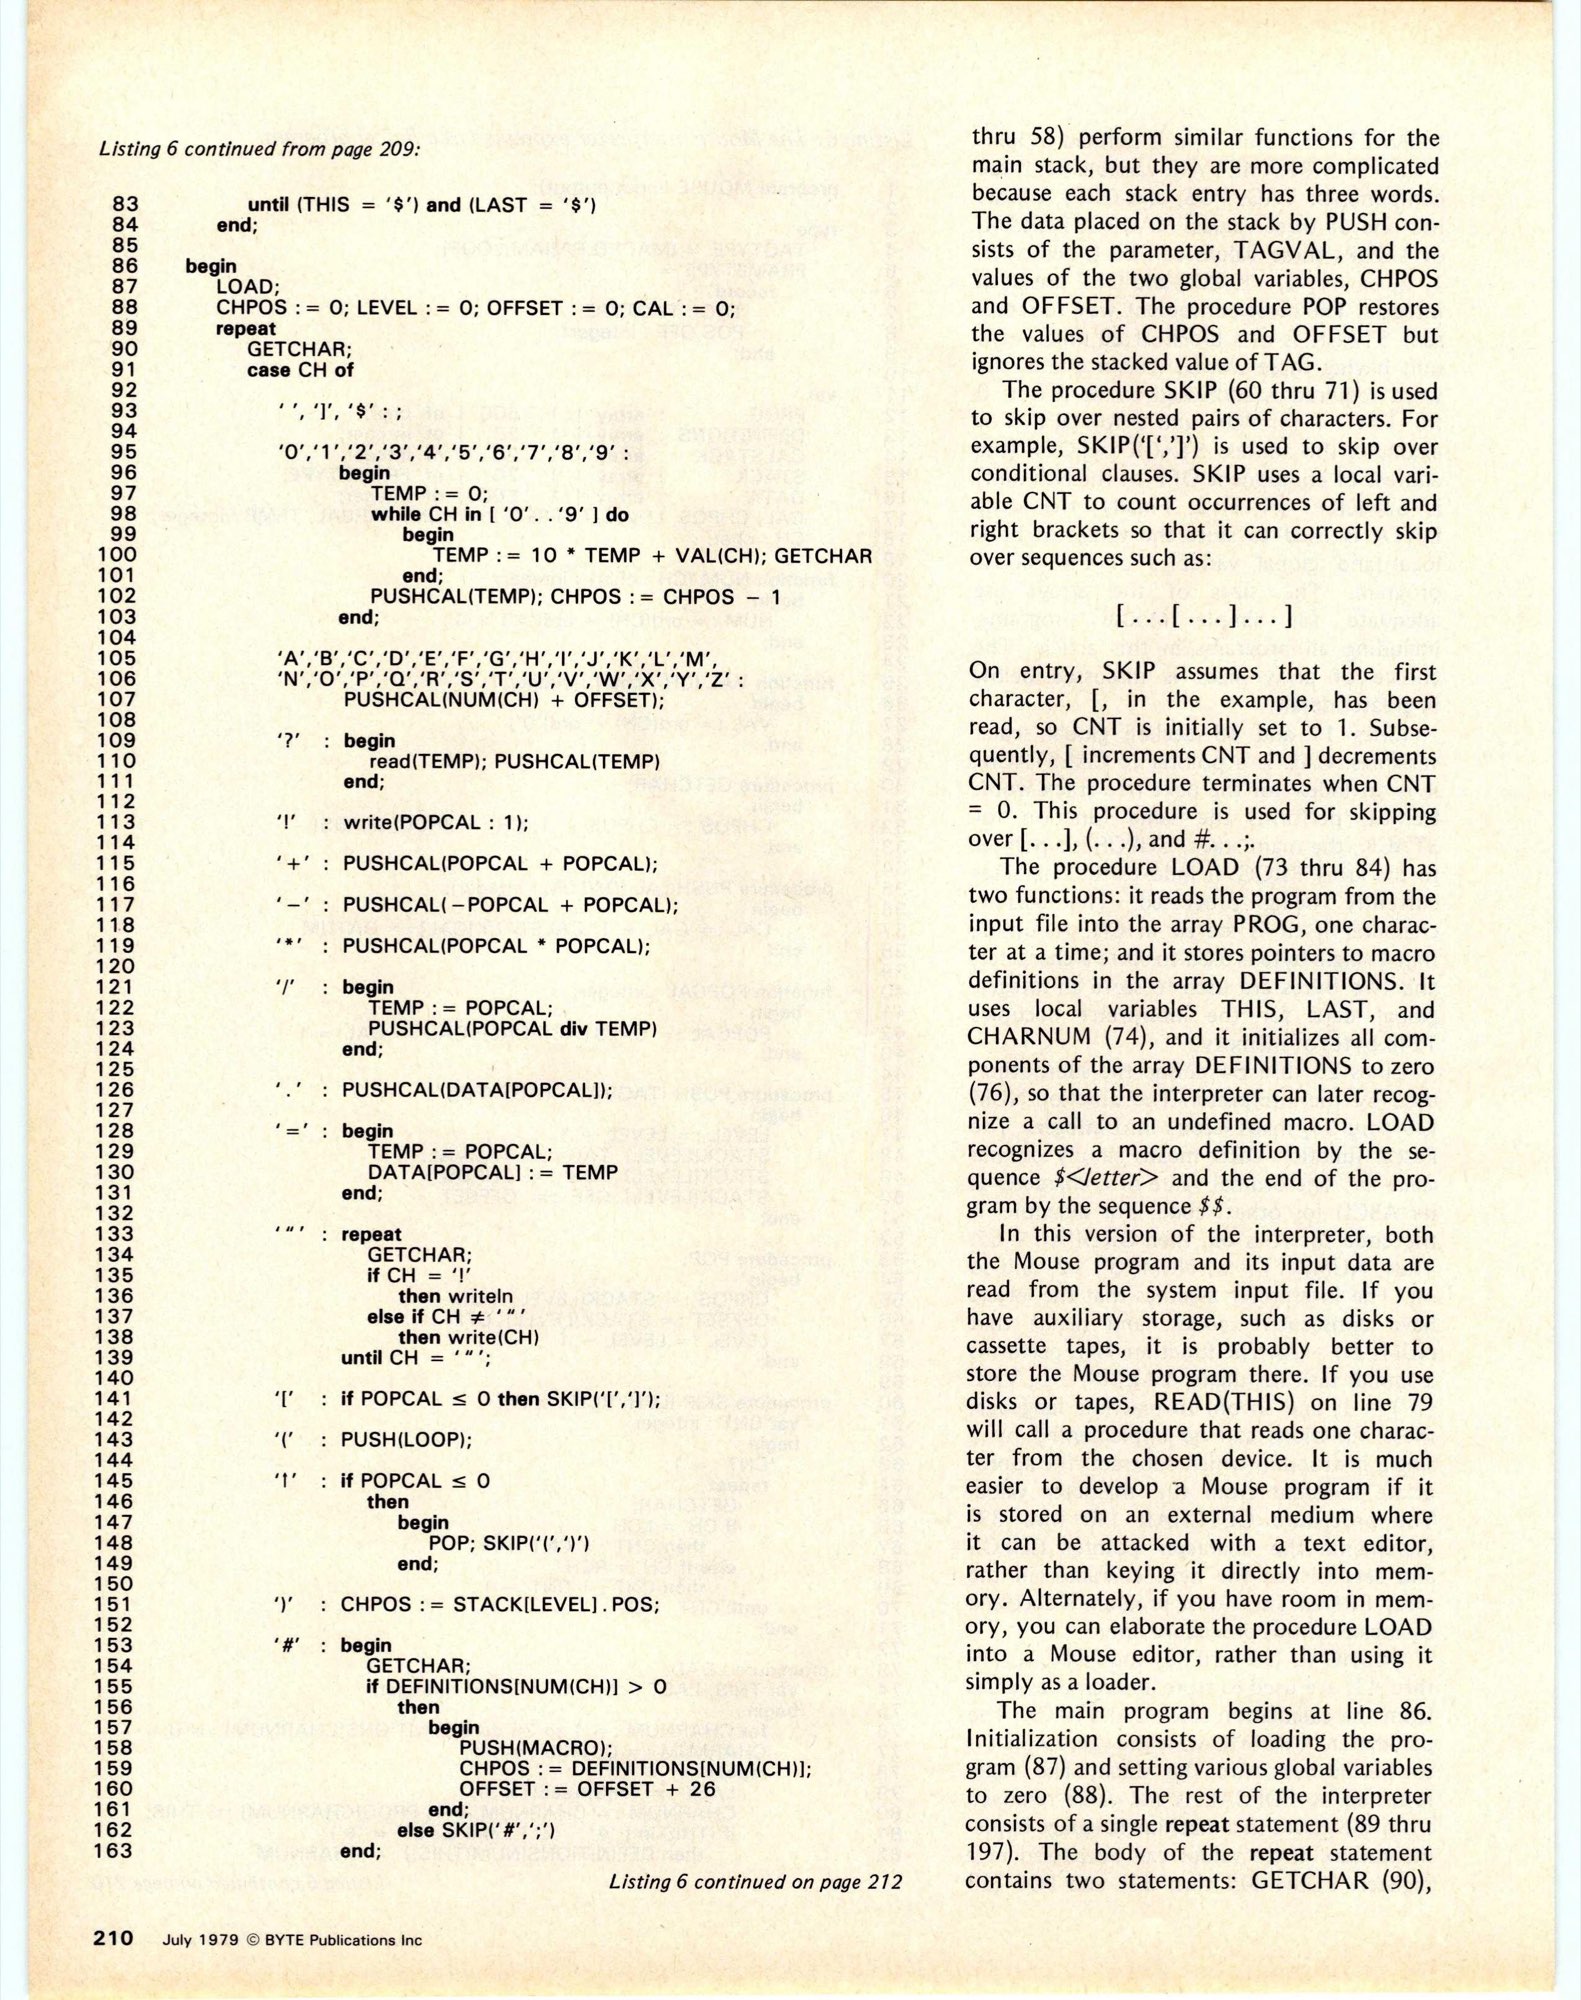 Listing 6 continued from page 209:
83 until (THIS = '$') and (LAST = '$')
84 end;
85
86 begin
87 LOAD;
88 CHPOS := 0; LEVEL := 0; OFFSET := 0; CAL := 0;
89 repeat
90 GETCHAR;
91 case CH of
92
93 ' ', ']', '$' : ;
94
95 '0','1','2','3','4','5','6','7','8','9' :
96 begin
97 TEMP := 0;
98 while CH in [ '0'..'9' ] do
99 begin
100 TEMP := 10 * TEMP + VAL(CH); GETCHAR
101 end;
102 PUSHCAL(TEMP); CHPOS := CHPOS − 1
103 end;
104
105 'A','B','C','D','E','F','G','H','I','J','K','L','M',
106 'N','O','P','Q','R','S','T','U','V','W','X','Y','Z' :
107 PUSHCAL(NUM(CH) + OFFSET);
108
109 '?' : begin
110 read(TEMP); PUSHCAL(TEMP)
111 end;
112
113 '!' : write(POPCAL : 1);
114
115 '+' : PUSHCAL(POPCAL + POPCAL);
116
117 '−' : PUSHCAL(−POPCAL + POPCAL);
118
119 '*' : PUSHCAL(POPCAL * POPCAL);
120
121 '/' : begin
122 TEMP := POPCAL;
123 PUSHCAL(POPCAL div TEMP)
124 end;
125
126 '.' : PUSHCAL(DATA[POPCAL]);
127
128 '=' : begin
129 TEMP := POPCAL;
130 DATA[POPCAL] := TEMP
131 end;
132
133 '"' : repeat
134 GETCHAR;
135 if CH = '!'
136 then writeln
137 else if CH ≠ '"'
138 then write(CH)
139 until CH = '"';
140
141 '[' : if POPCAL ≤ 0 then SKIP('[',']');
142
143 '(' : PUSH(LOOP);
144
145 '↑' : if POPCAL ≤ 0
146 then
147 begin
148 POP; SKIP('(',')')
149 end;
150
151 ')' : CHPOS := STACK[LEVEL].POS;
152
153 '#' : begin
154 GETCHAR;
155 if DEFINITIONS[NUM(CH)] > 0
156 then
157 begin
158 PUSH(MACRO);
159 CHPOS := DEFINITIONS[NUM(CH)];
160 OFFSET := OFFSET + 26
161 end;
162 else SKIP('#',';')
163 end;
Listing 6 continued on page 212
thru 58) perform similar functions for the
main stack, but they are more complicated
because each stack entry has three words.
The data placed on the stack by PUSH con-
sists of the parameter, TAGVAL, and the
values of the two global variables, CHPOS
and OFFSET. The procedure POP restores
the values of CHPOS and OFFSET but
ignores the stacked value of TAG.
The procedure SKIP (60 thru 71) is used
to skip over nested pairs of characters. For
example, SKIP('[',']') is used to skip over
conditional clauses. SKIP uses a local vari-
able CNT to count occurrences of left and
right brackets so that it can correctly skip
over sequences such as:
[...[...]...]
On entry, SKIP assumes that the first
character, [, in the example, has been
read, so CNT is initially set to 1. Subse-
quently, [ increments CNT and ] decrements
CNT. The procedure terminates when CNT
= 0. This procedure is used for skipping
over [...], (...), and #...;.
The procedure LOAD (73 thru 84) has
two functions: it reads the program from the
input file into the array PROG, one charac-
ter at a time; and it stores pointers to macro
definitions in the array DEFINITIONS. It
uses local variables THIS, LAST, and
CHARNUM (74), and it initializes all com-
ponents of the array DEFINITIONS to zero
(76), so that the interpreter can later recog-
nize a call to an undefined macro. LOAD
recognizes a macro definition by the se-
quence $<letter> and the end of the pro-
gram by the sequence $$.
In this version of the interpreter, both
the Mouse program and its input data are
read from the system input file. If you
have auxiliary storage, such as disks or
cassette tapes, it is probably better to
store the Mouse program there. If you use
disks or tapes, READ(THIS) on line 79
will call a procedure that reads one charac-
ter from the chosen device. It is much
easier to develop a Mouse program if it
is stored on an external medium where
it can be attacked with a text editor,
rather than keying it directly into mem-
ory. Alternately, if you have room in mem-
ory, you can elaborate the procedure LOAD
into a Mouse editor, rather than using it
simply as a loader.
The main program begins at line 86.
Initialization consists of loading the pro-
gram (87) and setting various global variables
to zero (88). The rest of the interpreter
consists of a single repeat statement (89 thru
197). The body of the repeat statement
contains two statements: GETCHAR (90),
210 July 1979 © BYTE Publications Inc